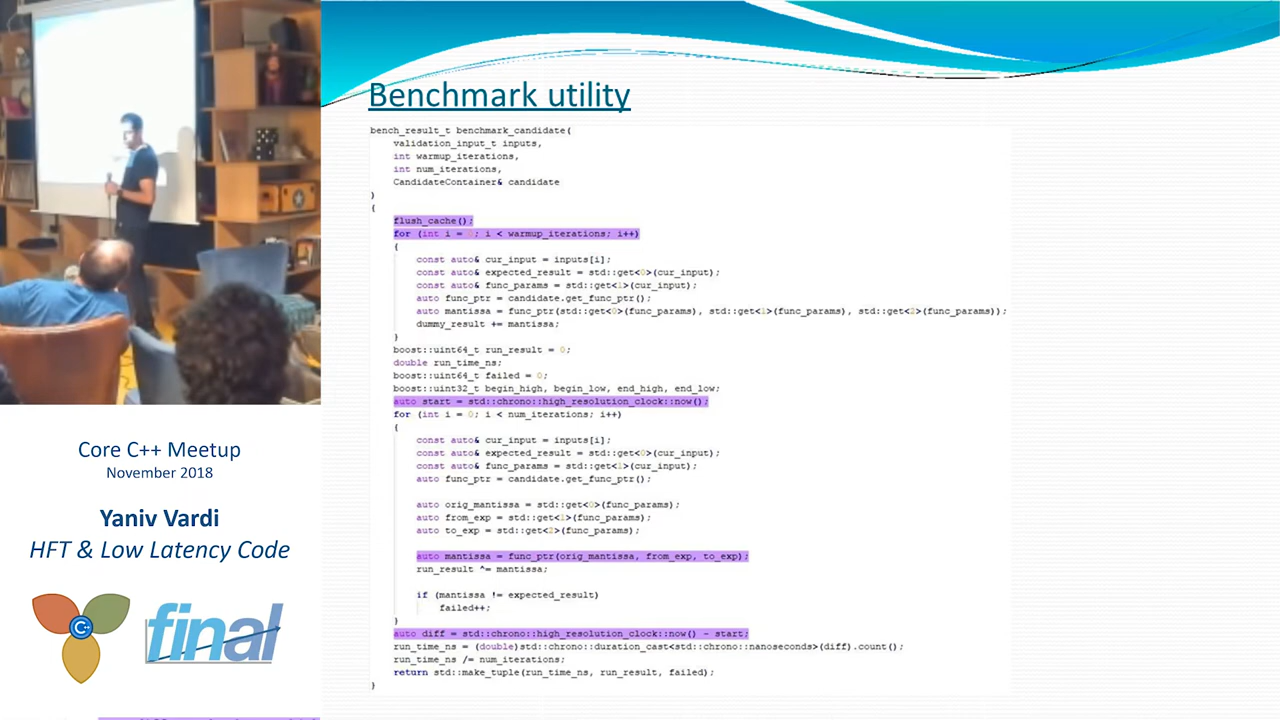 Benchmark utility
bench_result_t benchmark_candidate(
    validation_input_t inputs,
    int warmup_iterations,
    int num_iterations,
    CandidateContainer& candidate
)
{
    flush_cache();
    for (int i = 0; i < warmup_iterations; i++)
    {
        const auto& cur_input = inputs[i];
        const auto& expected_result = std::get<0>(cur_input);
        const auto& func_params = std::get<1>(cur_input);
        auto func_ptr = candidate.get_func_ptr();
        auto mantissa = func_ptr(std::get<0>(func_params), std::get<1>(func_params), std::get<2>(func_params));
        dummy_result += mantissa;
    }
    boost::uint64_t run_result = 0;
    double run_time_ns;
    boost::uint64_t failed = 0;
    boost::uint32_t begin_high, begin_low, end_high, end_low;
    auto start = std::chrono::high_resolution_clock::now();
    for (int i = 0; i < num_iterations; i++)
    {
        const auto& cur_input = inputs[i];
        const auto& expected_result = std::get<0>(cur_input);
        const auto& func_params = std::get<1>(cur_input);
        auto func_ptr = candidate.get_func_ptr();
        auto orig_mantissa = std::get<0>(func_params);
        auto from_exp = std::get<1>(func_params);
        auto to_exp = std::get<2>(func_params);
        auto mantissa = func_ptr(orig_mantissa, from_exp, to_exp);
        run_result ^= mantissa;
        if (mantissa != expected_result)
            failed++;
    }
    auto diff = std::chrono::high_resolution_clock::now() - start;
    run_time_ns = (double)std::chrono::duration_cast<std::chrono::nanoseconds>(diff).count();
    run_time_ns /= num_iterations;
    return std::make_tuple(run_time_ns, run_result, failed);
}
Core C++ Meetup
November 2018
Yaniv Vardi
HFT & Low Latency Code
C++
final